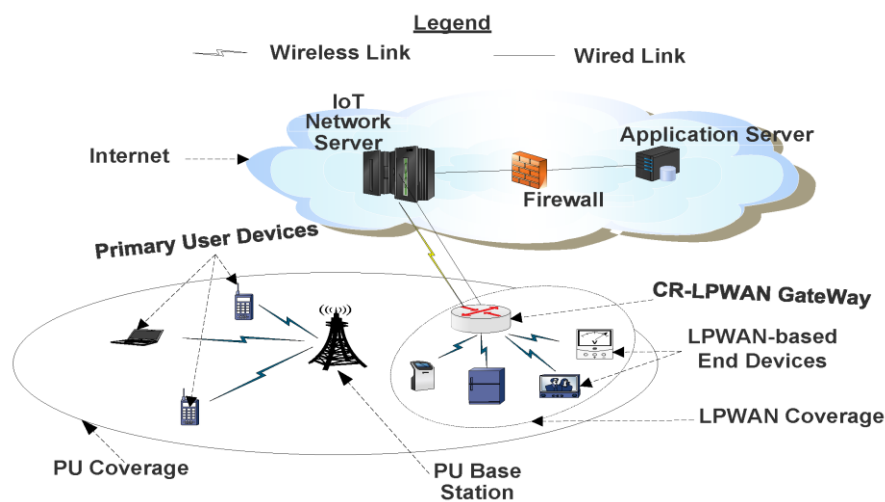 Legend
Wireless Link
Wired Link
IoT
Network
Server
Application Server
Internet
Firewall
Primary User Devices
CR-LPWAN GateWay
LPWAN-based
End Devices
LPWAN Coverage
PU Coverage
PU Base
Station